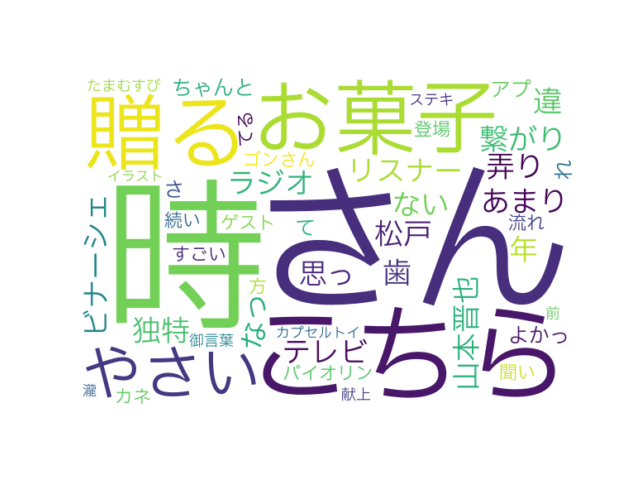 たまむすび
ちゃんと
お菓子
ステキ
アプ
違
贈る
てる
登場
繋がり
ゴンさん
イラスト
ラジオ
リスナー
弄り
れ
時
さん
さ
ない
あまり
ビナーシェ
続い
ゲスト
て
松戸
流れ
すごい
思っ
歯
年
方
山本晋也
前
独特
御言葉
なっ
カプセルトイ
こちら
よかっ
やさい
テレビ
バイオリン
聞い
瀧
カネ
献上